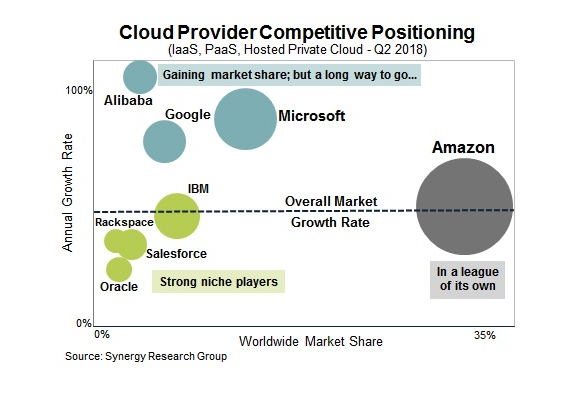 Cloud Provider Competitive Positioning
(IaaS, PaaS, Hosted Private Cloud - Q2 2018)
Gaining market share; but a long way to go...
100%
Alibaba
Google
Microsoft
Amazon
Annual Growth Rate
IBM
Overall Market
Growth Rate
Rackspace
Salesforce
Oracle
Strong niche players
In a league
of its own
0%
0%
35%
Worldwide Market Share
Source: Synergy Research Group